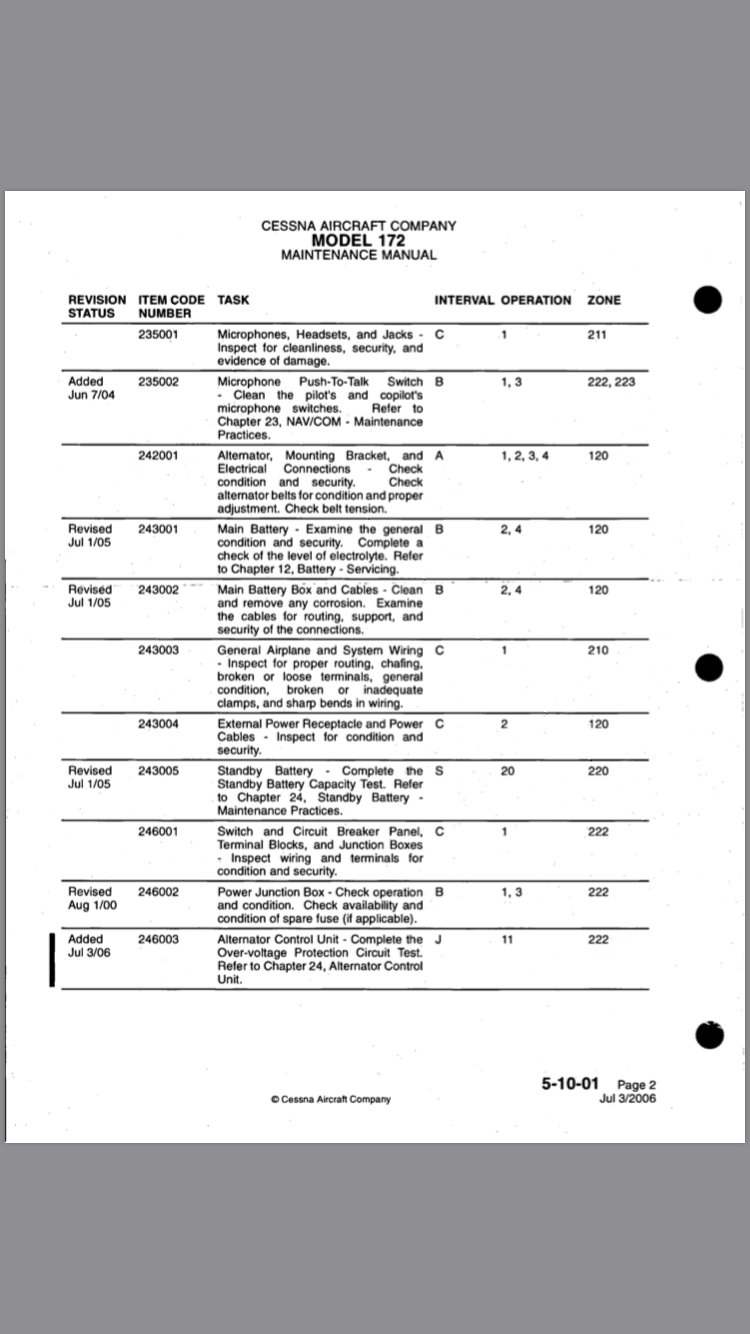 CESSNA AIRCRAFT COMPANY
MODEL 172
MAINTENANCE MANUAL
REVISION STATUS ITEM CODE NUMBER TASK INTERVAL OPERATION ZONE
235001 Microphones, Headsets, and Jacks - C 1 211
Inspect for cleanliness, security, and
evidence of damage.
Added 235002 Microphone Push-To-Talk Switch B 1, 3 222, 223
Jun 7/04 - Clean the pilot's and copilot's
microphone switches. Refer to
Chapter 23, NAV/COM - Maintenance
Practices.
242001 Alternator, Mounting Bracket, and A 1, 2, 3, 4 120
Electrical Connections - Check
condition and security. Check
alternator belts for condition and proper
adjustment. Check belt tension.
Revised 243001 Main Battery - Examine the general B 2, 4 120
Jul 1/05 condition and security. Complete a
check of the level of electrolyte. Refer
to Chapter 12, Battery - Servicing.
Revised 243002 Main Battery Box and Cables - Clean B 2, 4 120
Jul 1/05 and remove any corrosion. Examine
the cables for routing, support, and
security of the connections.
243003 General Airplane and System Wiring C 1 210
- Inspect for proper routing, chafing,
broken or loose terminals, general
condition, broken or inadequate
clamps, and sharp bends in wiring.
243004 External Power Receptacle and Power C 2 120
Cables - Inspect for condition and
security.
Revised 243005 Standby Battery - Complete the S 20 220
Jul 1/05 Standby Battery Capacity Test. Refer
to Chapter 24, Standby Battery -
Maintenance Practices.
246001 Switch and Circuit Breaker Panel, C 1 222
Terminal Blocks, and Junction Boxes
- Inspect wiring and terminals for
condition and security.
Revised 246002 Power Junction Box - Check operation B 1, 3 222
Aug 1/00 and condition. Check availability and
condition of spare fuse (if applicable).
Added 246003 Alternator Control Unit - Complete the J 11 222
Jul 3/06 Over-voltage Protection Circuit Test.
Refer to Chapter 24, Alternator Control
Unit.
5-10-01 Page 2
© Cessna Aircraft Company Jul 3/2006